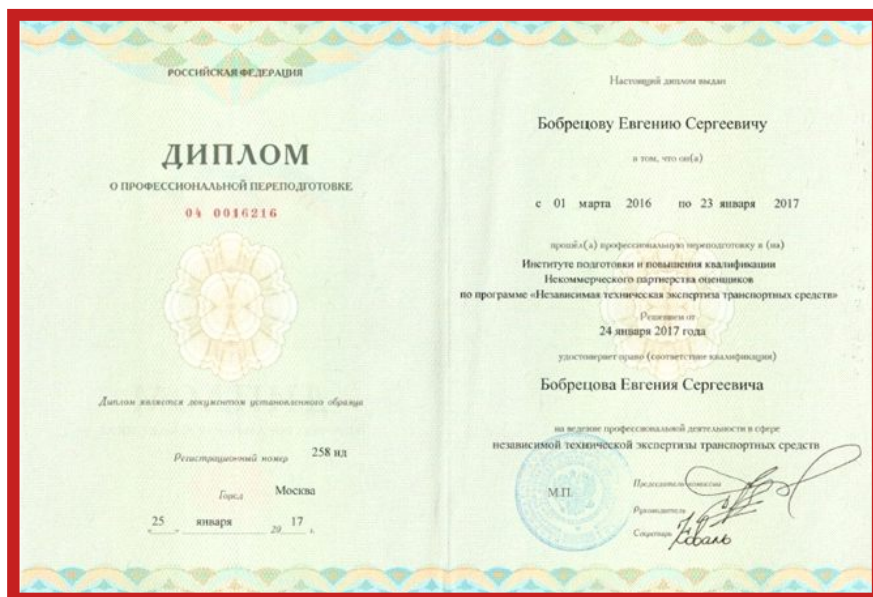 РОССИЙСКАЯ ФЕДЕРАЦИЯ
ДИПЛОМ
О ПРОФЕССИОНАЛЬНОЙ ПЕРЕПОДГОТОВКЕ
04 0016216
Диплом является документом установленного образца
Регистрационный номер 258 нд
Город Москва
«25» января 20 17 г.
Настоящий диплом выдан
Бобрецову Евгению Сергеевичу
в том, что он(а)
с 01 марта 2016 по 23 января 2017
прошёл(а) профессиональную переподготовку в (на)
Институте подготовки и повышения квалификации
Некоммерческого партнерства оценщиков
по программе «Независимая техническая экспертиза транспортных средств»
Решением от
24 января 2017 года
удостоверяет право (соответствие квалификации)
Бобрецова Евгения Сергеевича
на ведение профессиональной деятельности в сфере
независимой технической экспертизы транспортных средств
М.П.
Председатель комиссии
Руководитель
Секретарь Коваль